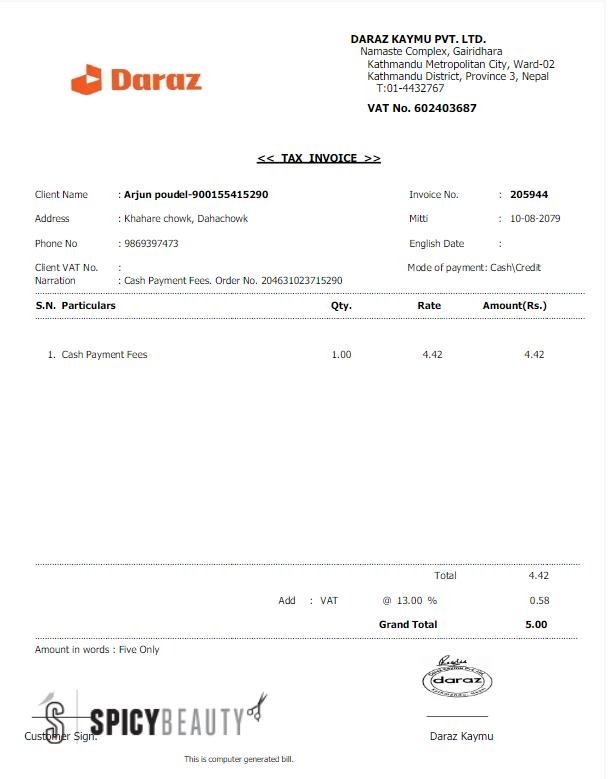 DARAZ KAYMU PVT. LTD.
Namaste Complex, Gairidhara
Kathmandu Metropolitan City, Ward-02
Kathmandu District, Province 3, Nepal
T:01-4432767
VAT No. 602403687
Daraz
<< TAX INVOICE >>
Client Name : Arjun poudel-900155415290 Invoice No. : 205944
Address : Khahare chowk, Dahachowk Mitti : 10-08-2079
Phone No : 9869397473 English Date :
Client VAT No. : Mode of payment: Cash\Credit
Narration : Cash Payment Fees. Order No. 204631023715290
S.N. Particulars Qty. Rate Amount(Rs.)
1. Cash Payment Fees 1.00 4.42 4.42
Total 4.42
Add : VAT @ 13.00 % 0.58
Grand Total 5.00
Amount in words : Five Only
daraz
S SPICYBEAUTY
Customer Sign. Daraz Kaymu
This is computer generated bill.